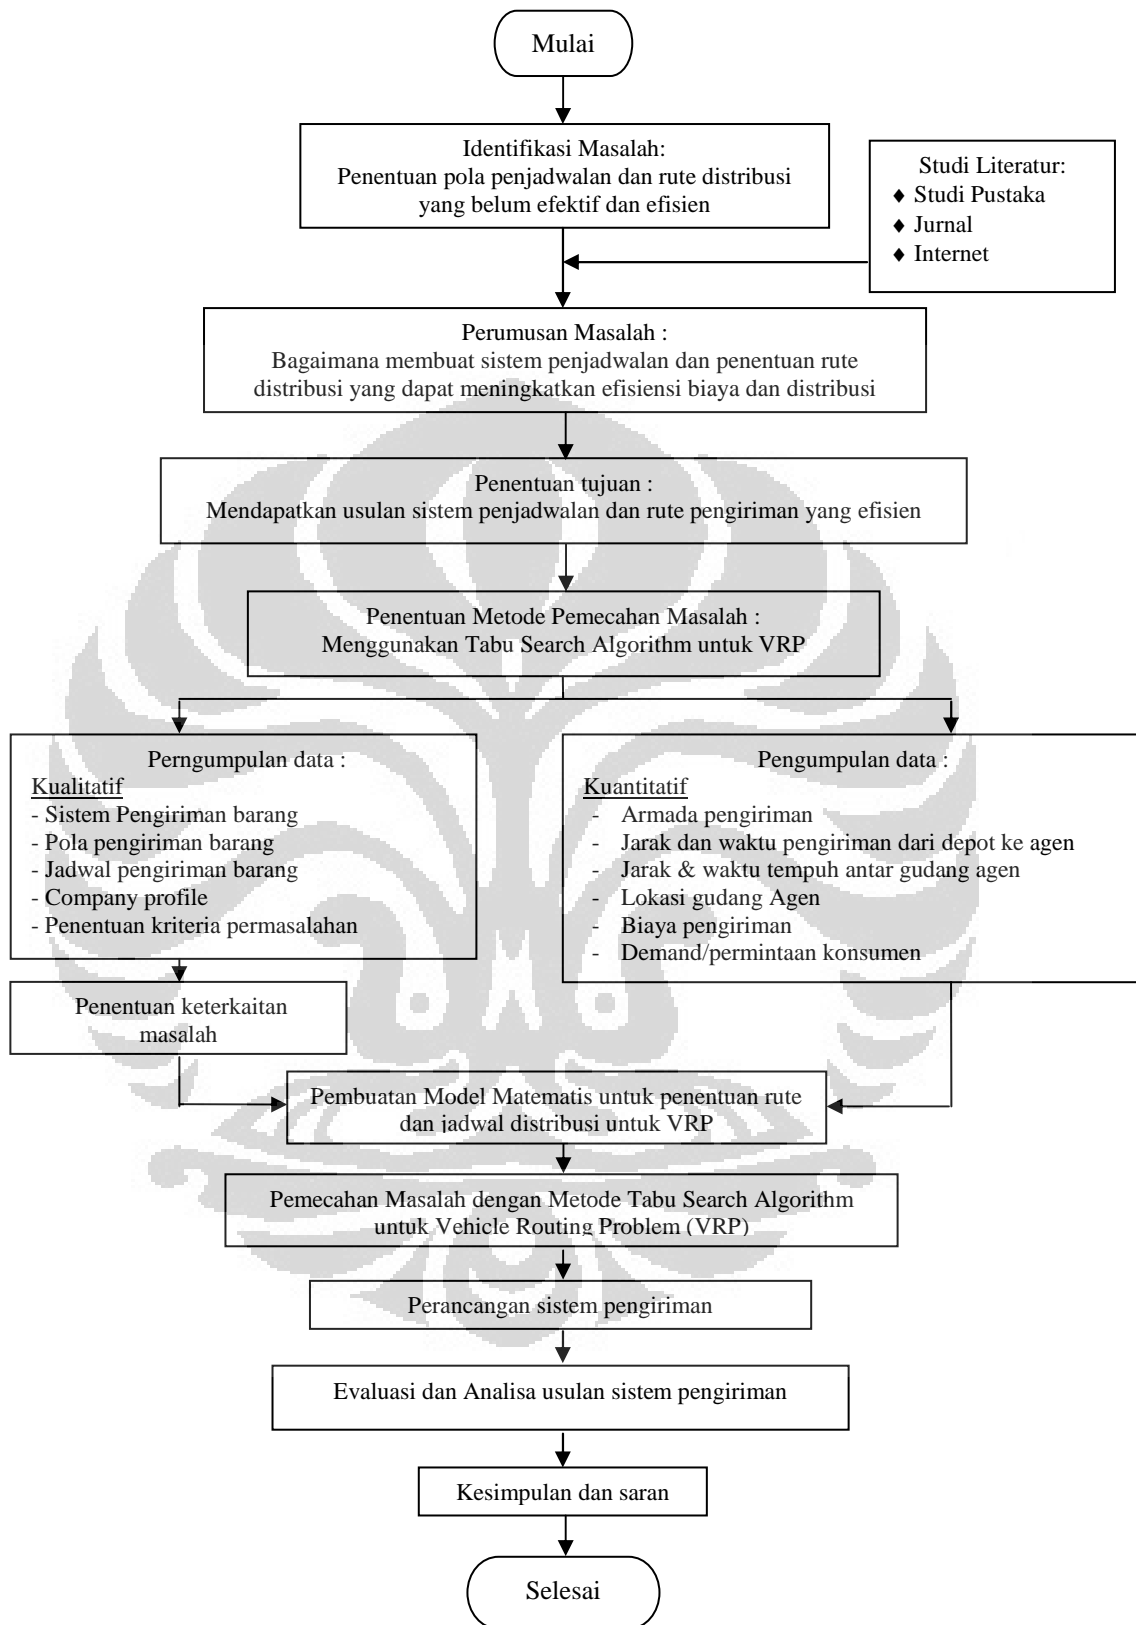 Mulai
Identifikasi Masalah:
Penentuan pola penjadwalan dan rute distribusi
yang belum efektif dan efisien
Studi Literatur:
♦ Studi Pustaka
♦ Jurnal
♦ Internet
Perumusan Masalah :
Bagaimana membuat sistem penjadwalan dan penentuan rute
distribusi yang dapat meningkatkan efisiensi biaya dan distribusi
Penentuan tujuan :
Mendapatkan usulan sistem penjadwalan dan rute pengiriman yang efisien
Penentuan Metode Pemecahan Masalah :
Menggunakan Tabu Search Algorithm untuk VRP
Perngumpulan data :
Kualitatif
- Sistem Pengiriman barang
- Pola pengiriman barang
- Jadwal pengiriman barang
- Company profile
- Penentuan kriteria permasalahan
Pengumpulan data :
Kuantitatif
- Armada pengiriman
- Jarak dan waktu pengiriman dari depot ke agen
- Jarak & waktu tempuh antar gudang agen
- Lokasi gudang Agen
- Biaya pengiriman
- Demand/permintaan konsumen
Penentuan keterkaitan
masalah
Pembuatan Model Matematis untuk penentuan rute
dan jadwal distribusi untuk VRP
Pemecahan Masalah dengan Metode Tabu Search Algorithm
untuk Vehicle Routing Problem (VRP)
Perancangan sistem pengiriman
Evaluasi dan Analisa usulan sistem pengiriman
Kesimpulan dan saran
Selesai